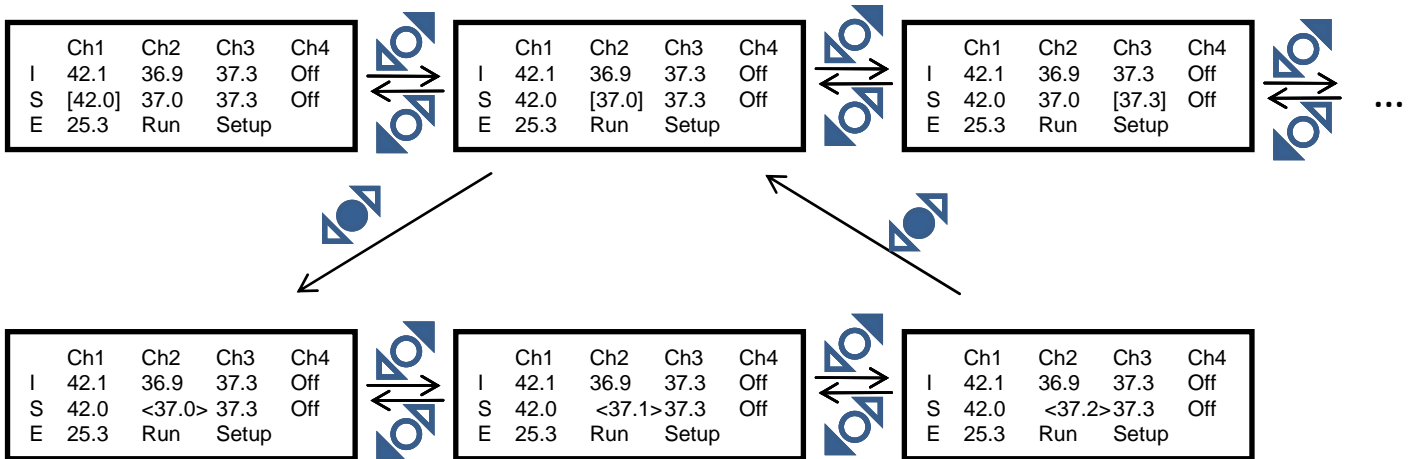 Ch1 Ch2 Ch3 Ch4
I 42.1 36.9 37.3 Off
S [42.0] 37.0 37.3 Off
E 25.3 Run Setup
Ch1 Ch2 Ch3 Ch4
I 42.1 36.9 37.3 Off
S 42.0 [37.0] 37.3 Off
E 25.3 Run Setup
Ch1 Ch2 Ch3 Ch4
I 42.1 36.9 37.3 Off
S 42.0 37.0 [37.3] Off
E 25.3 Run Setup
...
Ch1 Ch2 Ch3 Ch4
I 42.1 36.9 37.3 Off
S 42.0 <37.0> 37.3 Off
E 25.3 Run Setup
Ch1 Ch2 Ch3 Ch4
I 42.1 36.9 37.3 Off
S 42.0 <37.1> 37.3 Off
E 25.3 Run Setup
Ch1 Ch2 Ch3 Ch4
I 42.1 36.9 37.3 Off
S 42.0 <37.2> 37.3 Off
E 25.3 Run Setup